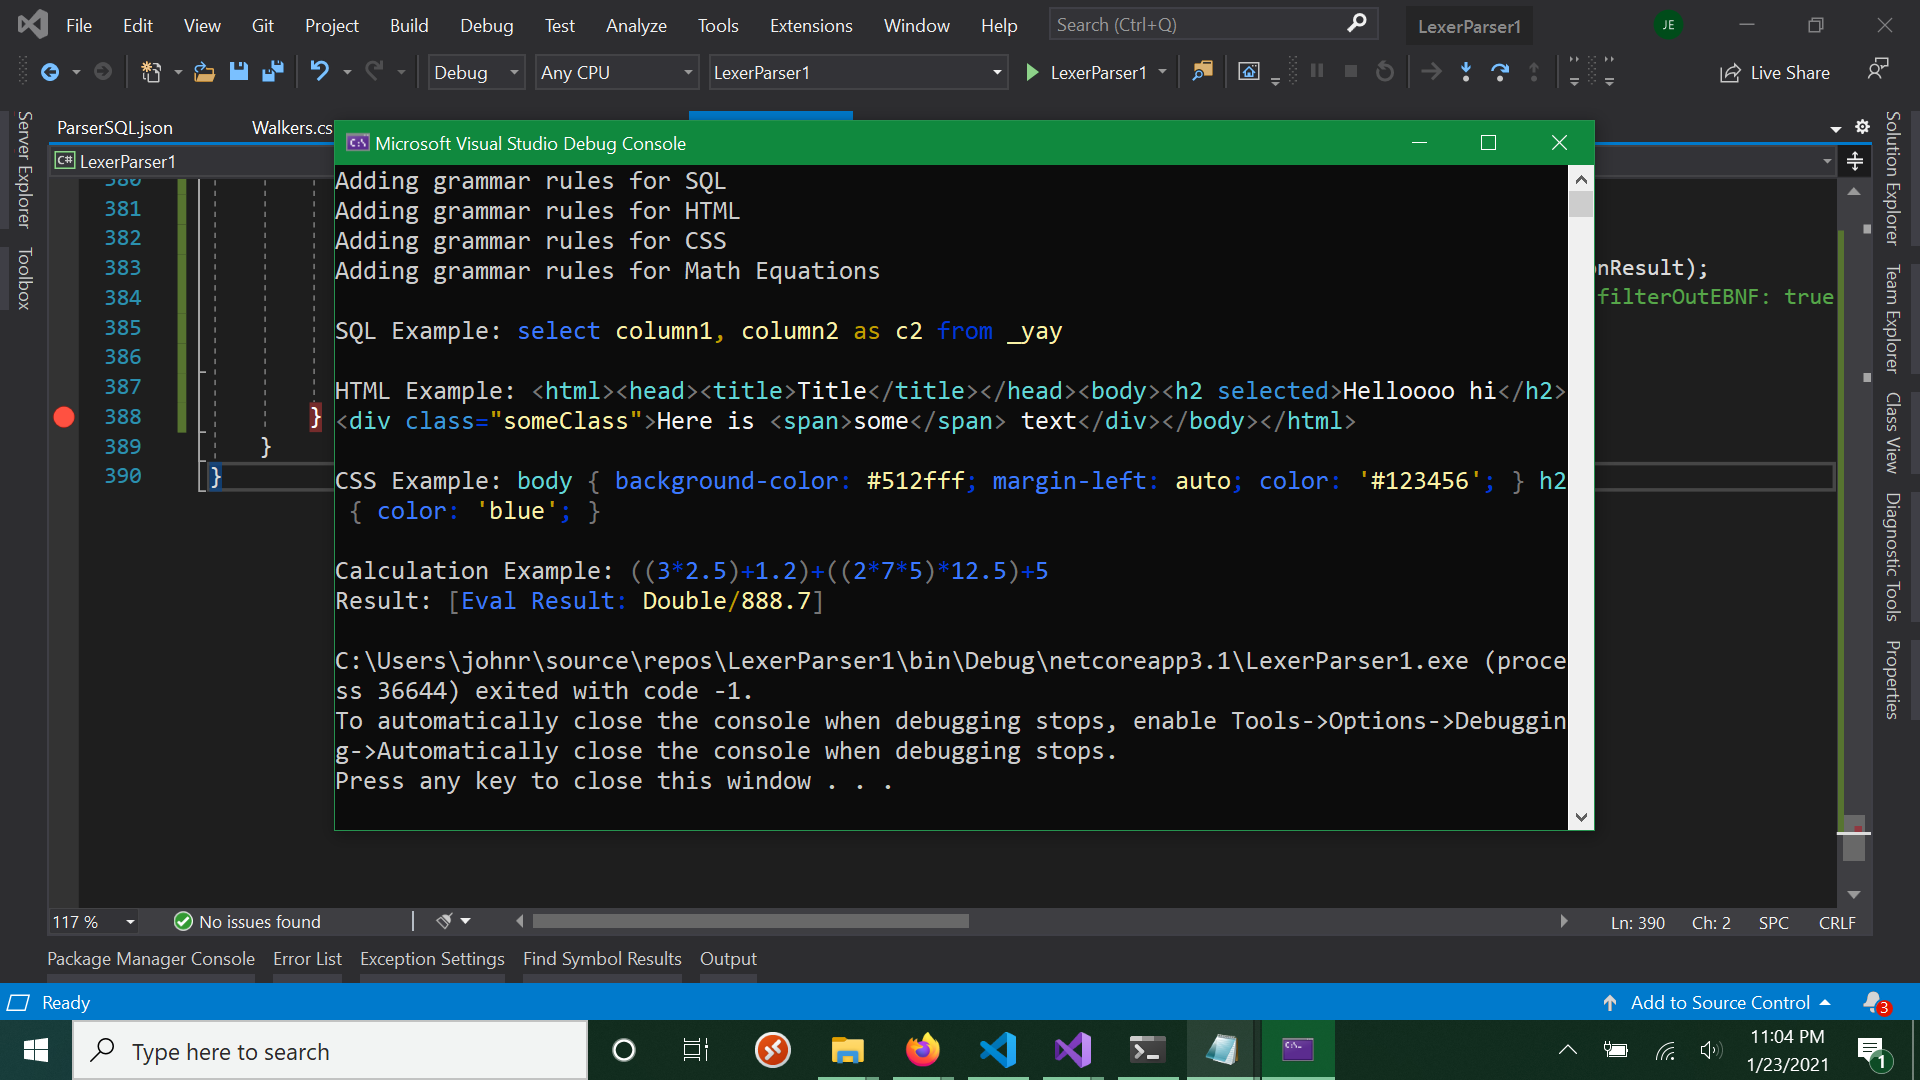 File Edit View Git Project Build Debug Test Analyze Tools Extensions Window Help Search (Ctrl+Q) LexerParser1 JE
Debug Any CPU LexerParser1 LexerParser1 Live Share
ParserSQL.json Walkers.cs
LexerParser1
Microsoft Visual Studio Debug Console
Server Explorer
Toolbox
380
381
382
383
384
385
386
387
388 }
389 }
390 }
nResult);
filterOutEBNF: true
Adding grammar rules for SQL
Adding grammar rules for HTML
Adding grammar rules for CSS
Adding grammar rules for Math Equations
SQL Example: select column1, column2 as c2 from _yay
HTML Example: <html><head><title>Title</title></head><body><h2 selected>Helloooo hi</h2>
<div class="someClass">Here is <span>some</span> text</div></body></html>
CSS Example: body { background-color: #512fff; margin-left: auto; color: '#123456'; } h2
{ color: 'blue'; }
Calculation Example: ((3*2.5)+1.2)+((2*7*5)*12.5)+5
Result: [Eval Result: Double/888.7]
C:\Users\johnr\source\repos\LexerParser1\bin\Debug\netcoreapp3.1\LexerParser1.exe (proce
ss 36644) exited with code -1.
To automatically close the console when debugging stops, enable Tools->Options->Debuggin
g->Automatically close the console when debugging stops.
Press any key to close this window . . .
Solution Explorer
Team Explorer
Class View
Diagnostic Tools
Properties
117 % No issues found Ln: 390 Ch: 2 SPC CRLF
Package Manager Console Error List Exception Settings Find Symbol Results Output
Ready Add to Source Control 3
Type here to search 11:04 PM
1/23/2021 1